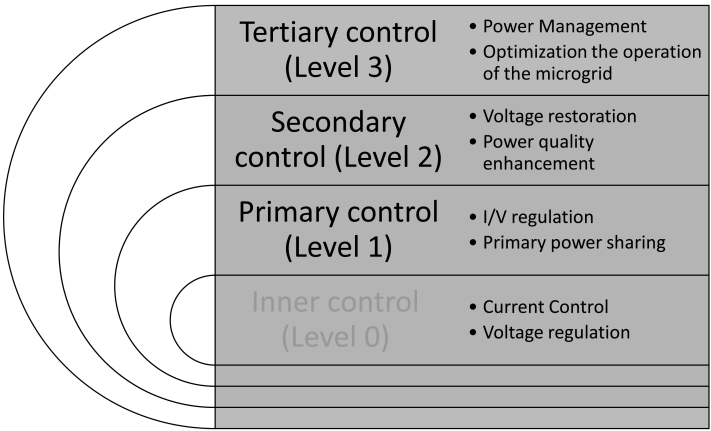 Tertiary control
(Level 3)
• Power Management
• Optimization the operation
of the microgrid
Secondary
control (Level 2)
• Voltage restoration
• Power quality
enhancement
Primary control
(Level 1)
• I/V regulation
• Primary power sharing
Inner control
(Level 0)
• Current Control
• Voltage regulation